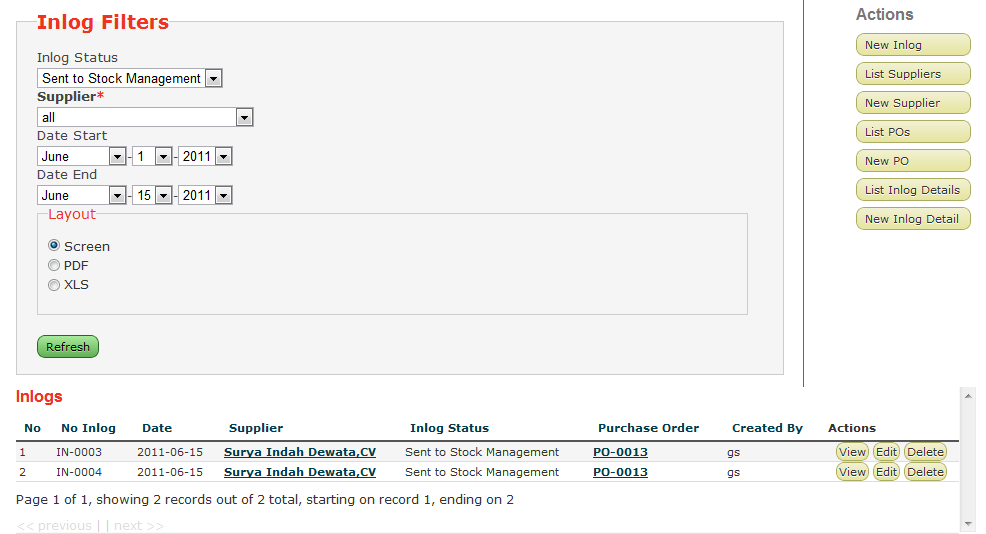 Inlog Filters
Inlog Status
Sent to Stock Management
Supplier*
all
Date Start
June - 1 - 2011
Date End
June - 15 - 2011
Layout
Screen
PDF
XLS
Refresh
Actions
New Inlog
List Suppliers
New Supplier
List POs
New PO
List Inlog Details
New Inlog Detail
Inlogs
No No Inlog Date Supplier Inlog Status Purchase Order Created By Actions
1 IN-0003 2011-06-15 Surya Indah Dewata,CV Sent to Stock Management PO-0013 gs View Edit Delete
2 IN-0004 2011-06-15 Surya Indah Dewata,CV Sent to Stock Management PO-0013 gs View Edit Delete
Page 1 of 1, showing 2 records out of 2 total, starting on record 1, ending on 2
<< previous | | next >>